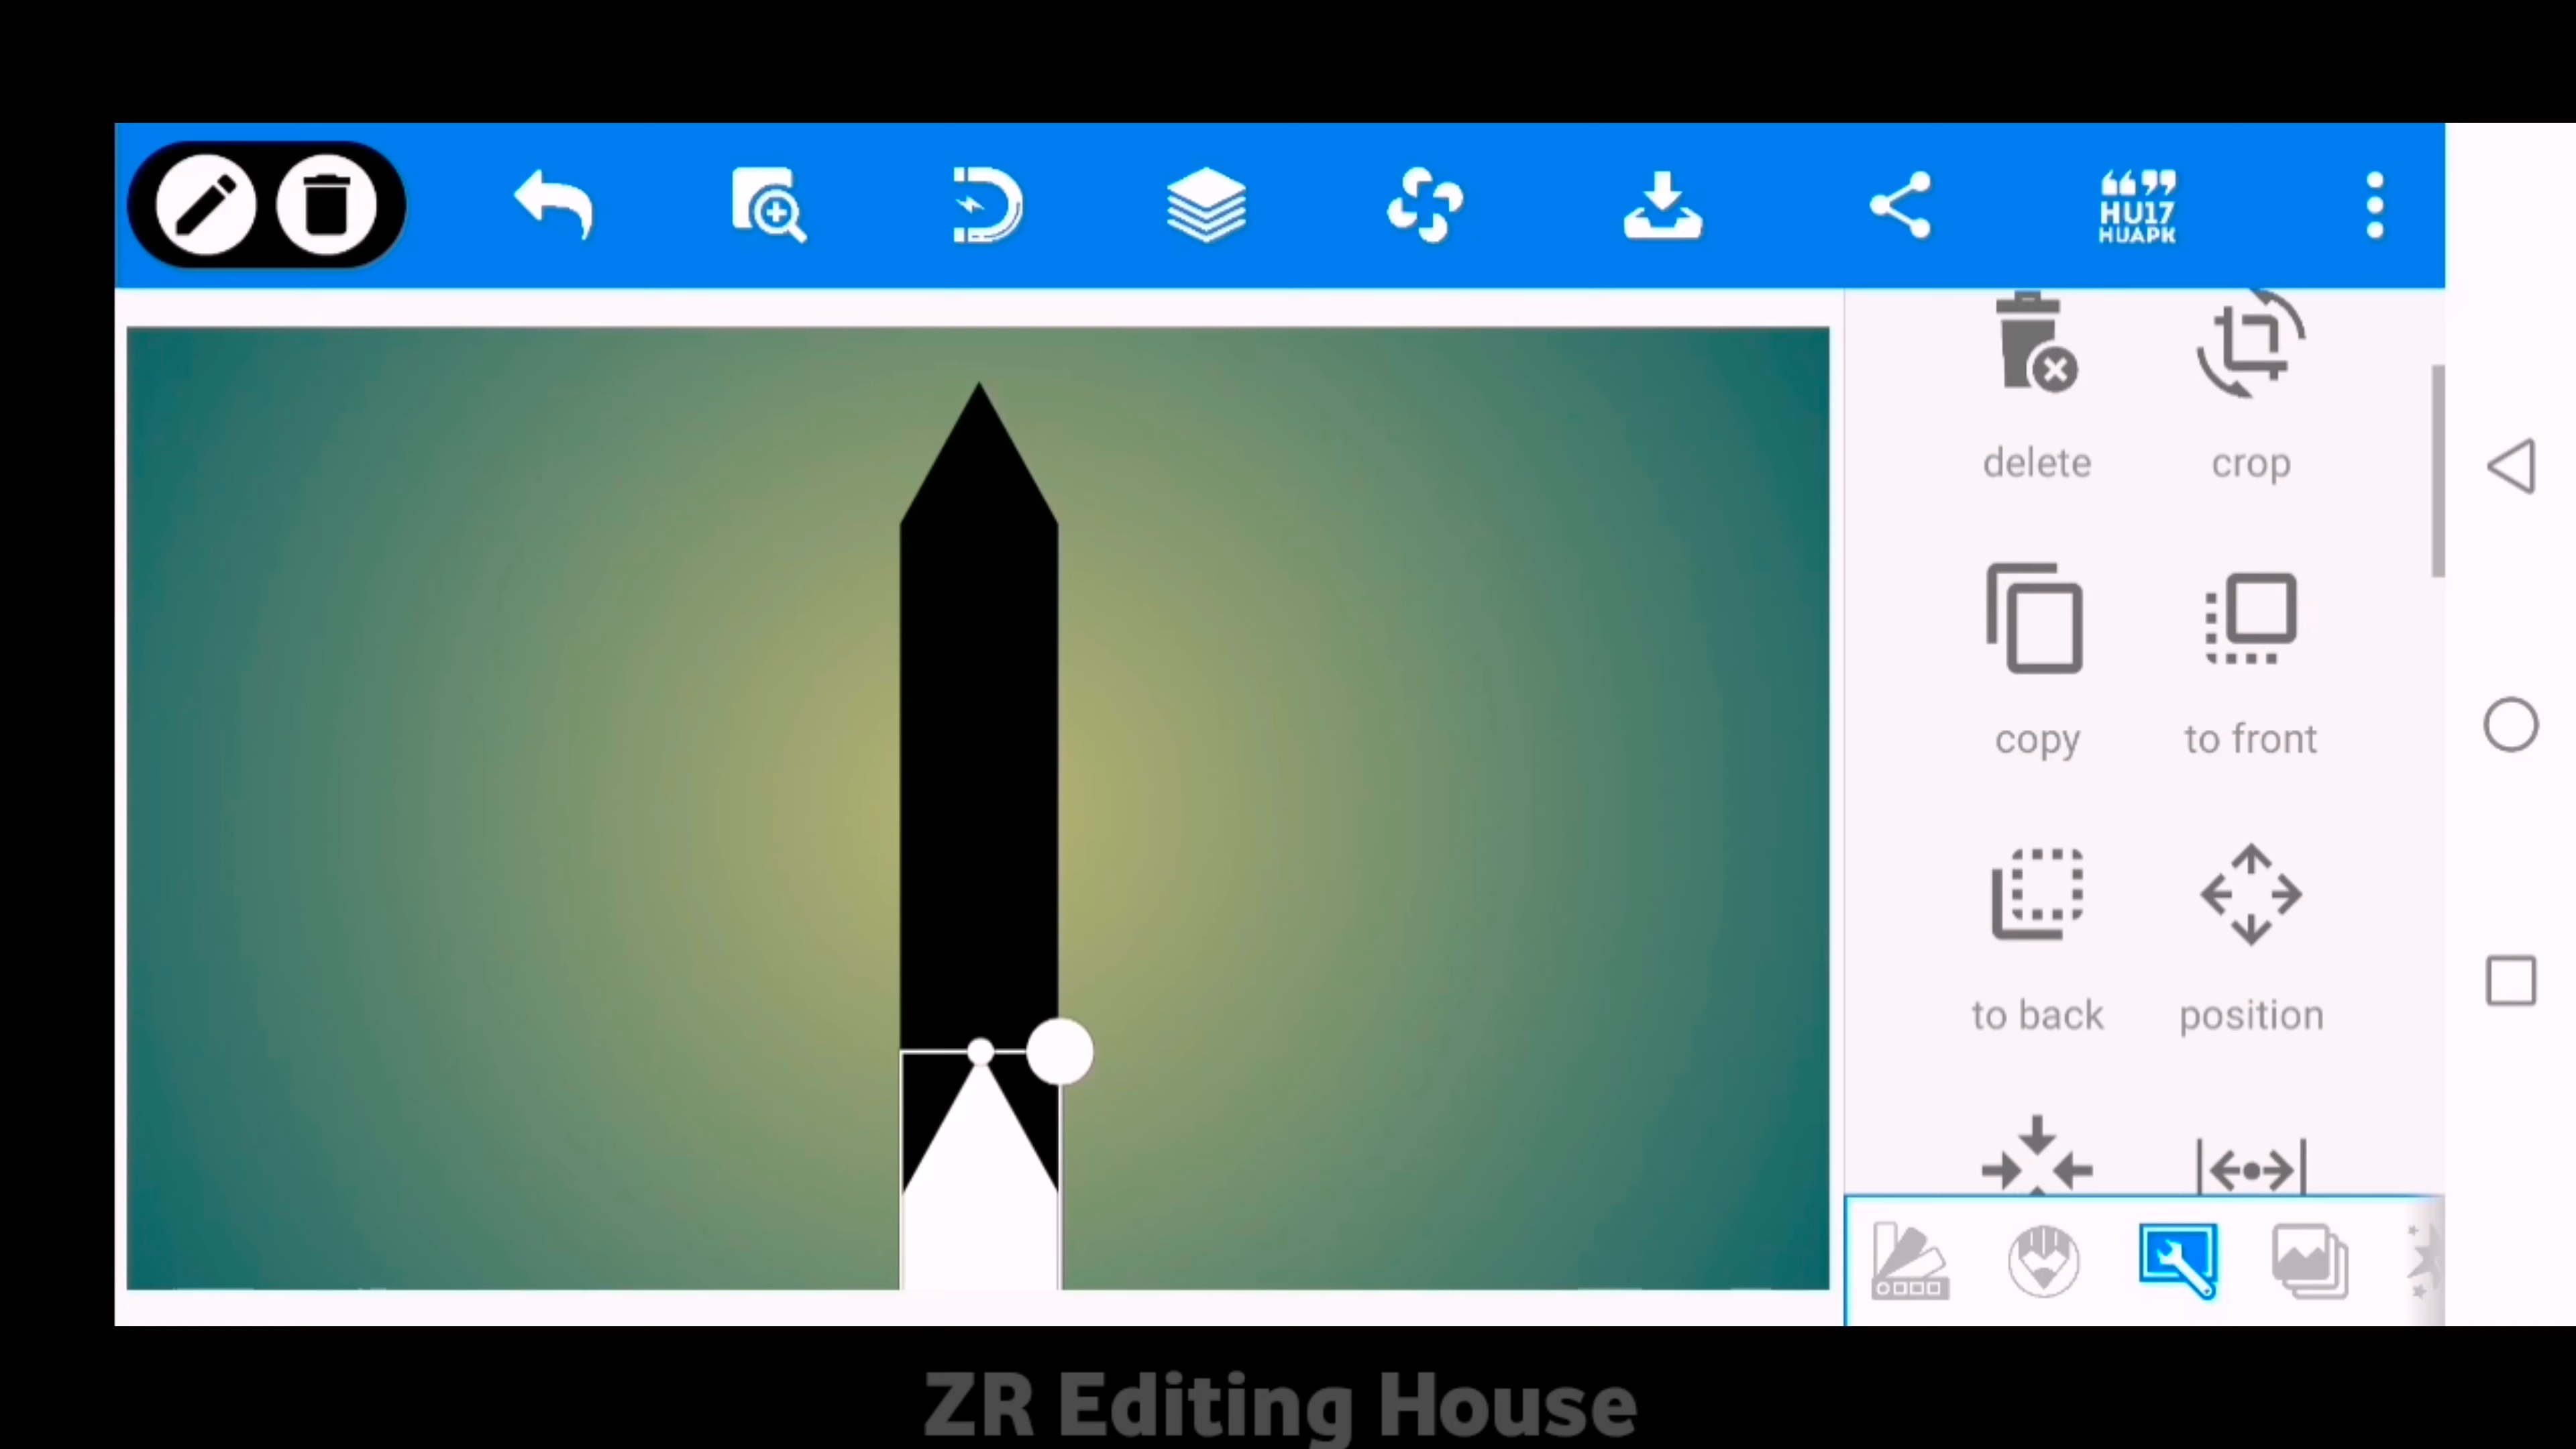 HU17
HUAPK
delete
crop
copy
to front
to back
position
ZR Editing House